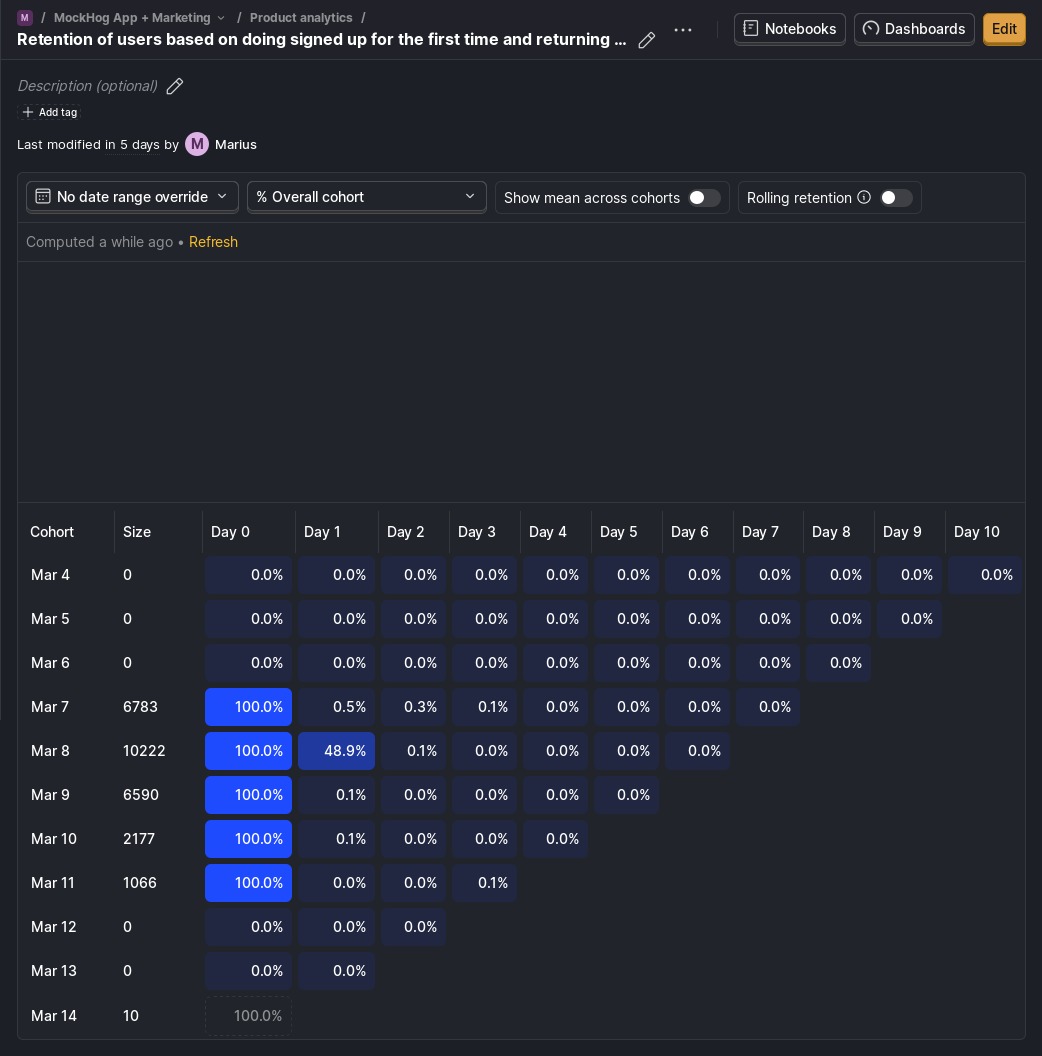 M / MockHog App + Marketing / Product analytics /
Retention of users based on doing signed up for the first time and returning ...
Notebooks Dashboards Edit
Description (optional)
Add tag
Last modified in 5 days by M Marius
No date range override % Overall cohort Show mean across cohorts Rolling retention
Computed a while ago • Refresh
Cohort Size Day 0 Day 1 Day 2 Day 3 Day 4 Day 5 Day 6 Day 7 Day 8 Day 9 Day 10
Mar 4 0 0.0% 0.0% 0.0% 0.0% 0.0% 0.0% 0.0% 0.0% 0.0% 0.0% 0.0%
Mar 5 0 0.0% 0.0% 0.0% 0.0% 0.0% 0.0% 0.0% 0.0% 0.0% 0.0%
Mar 6 0 0.0% 0.0% 0.0% 0.0% 0.0% 0.0% 0.0% 0.0% 0.0%
Mar 7 6783 100.0% 0.5% 0.3% 0.1% 0.0% 0.0% 0.0% 0.0%
Mar 8 10222 100.0% 48.9% 0.1% 0.0% 0.0% 0.0% 0.0%
Mar 9 6590 100.0% 0.1% 0.0% 0.0% 0.0% 0.0%
Mar 10 2177 100.0% 0.1% 0.0% 0.0% 0.0%
Mar 11 1066 100.0% 0.0% 0.0% 0.1%
Mar 12 0 0.0% 0.0% 0.0%
Mar 13 0 0.0% 0.0%
Mar 14 10 100.0%